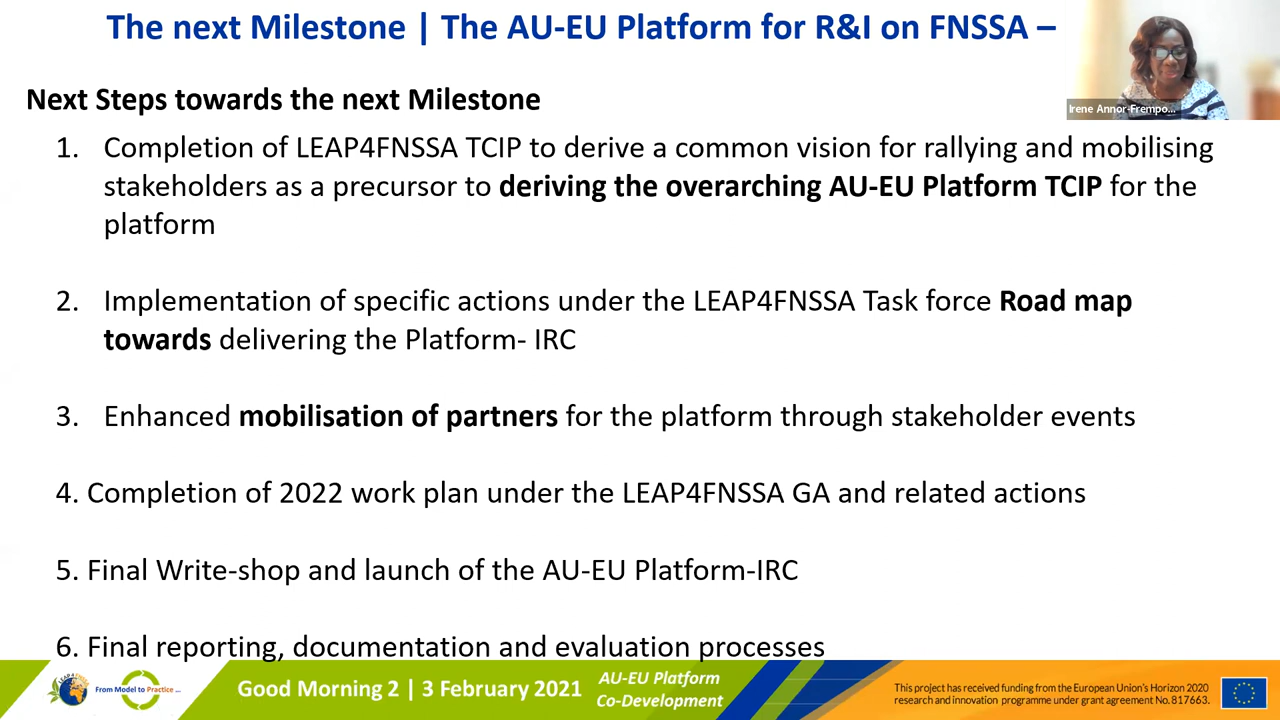 The next Milestone | The AU-EU Platform for R&I on FNSSA –
Irene Annor-Frempo...
Next Steps towards the next Milestone
1. Completion of LEAP4FNSSA TCIP to derive a common vision for rallying and mobilising
stakeholders as a precursor to deriving the overarching AU-EU Platform TCIP for the
platform
2. Implementation of specific actions under the LEAP4FNSSA Task force Road map
towards delivering the Platform- IRC
3. Enhanced mobilisation of partners for the platform through stakeholder events
4. Completion of 2022 work plan under the LEAP4FNSSA GA and related actions
5. Final Write-shop and launch of the AU-EU Platform-IRC
6. Final reporting, documentation and evaluation processes
From Model to Practice ...
Good Morning 2 | 3 February 2021
AU-EU Platform
Co-Development
This project has received funding from the European Union's Horizon 2020
research and innovation programme under grant agreement No. 817663.